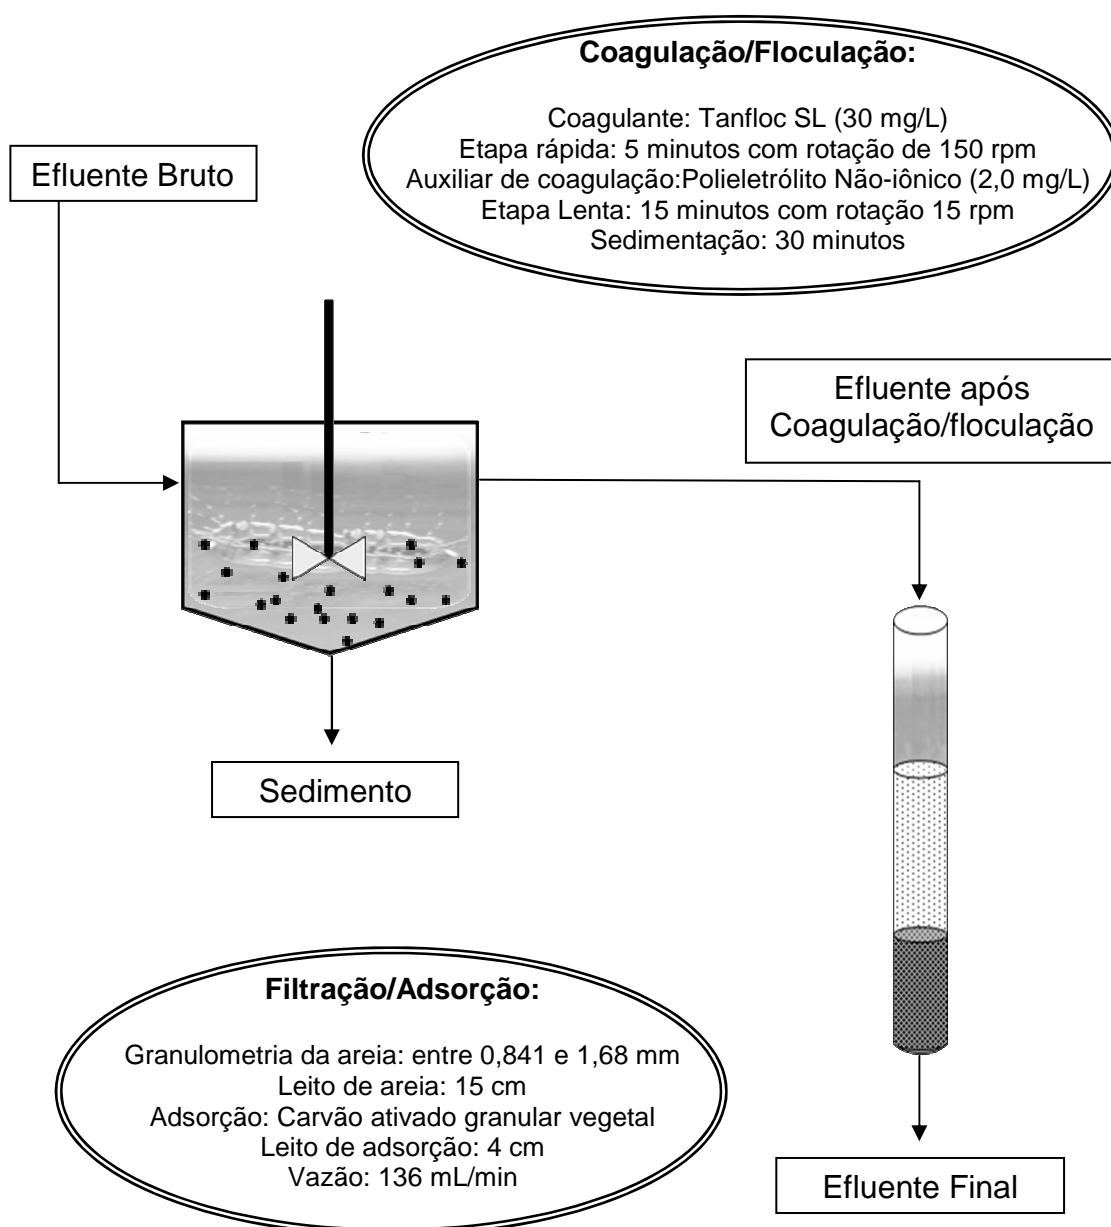 Coagulação/Floculação:
Coagulante: Tanfloc SL (30 mg/L)
Etapa rápida: 5 minutos com rotação de 150 rpm
Auxiliar de coagulação:Polieletrólito Não-iônico (2,0 mg/L)
Etapa Lenta: 15 minutos com rotação 15 rpm
Sedimentação: 30 minutos
Efluente Bruto
Efluente após
Coagulação/floculação
Sedimento
Filtração/Adsorção:
Granulometria da areia: entre 0,841 e 1,68 mm
Leito de areia: 15 cm
Adsorção: Carvão ativado granular vegetal
Leito de adsorção: 4 cm
Vazão: 136 mL/min
Efluente Final